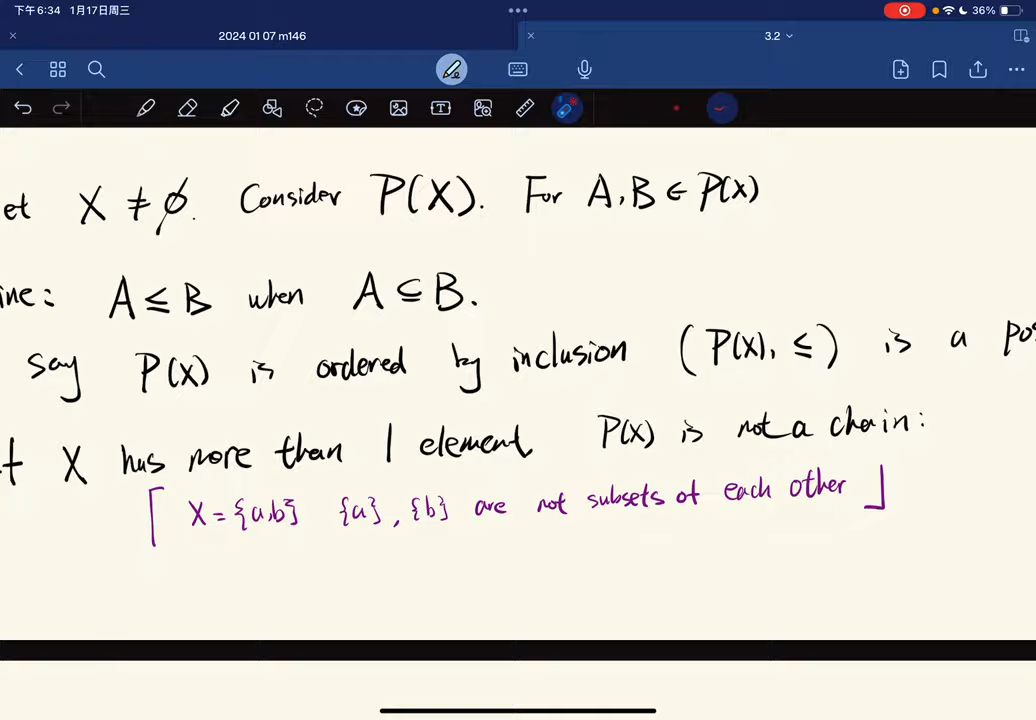 下午6:34 1月17日周三
36%
2024 01 07 m146
3.2
et X ≠ ∅. Consider P(X). For A, B ∈ P(X)
ine: A ≤ B when A ⊆ B.
say P(X) is ordered by inclusion (P(X), ≤) is a pos
f X has more than 1 element P(X) is not a chain:
⌈ X = {a,b} {a}, {b} are not subsets of each other ⌋